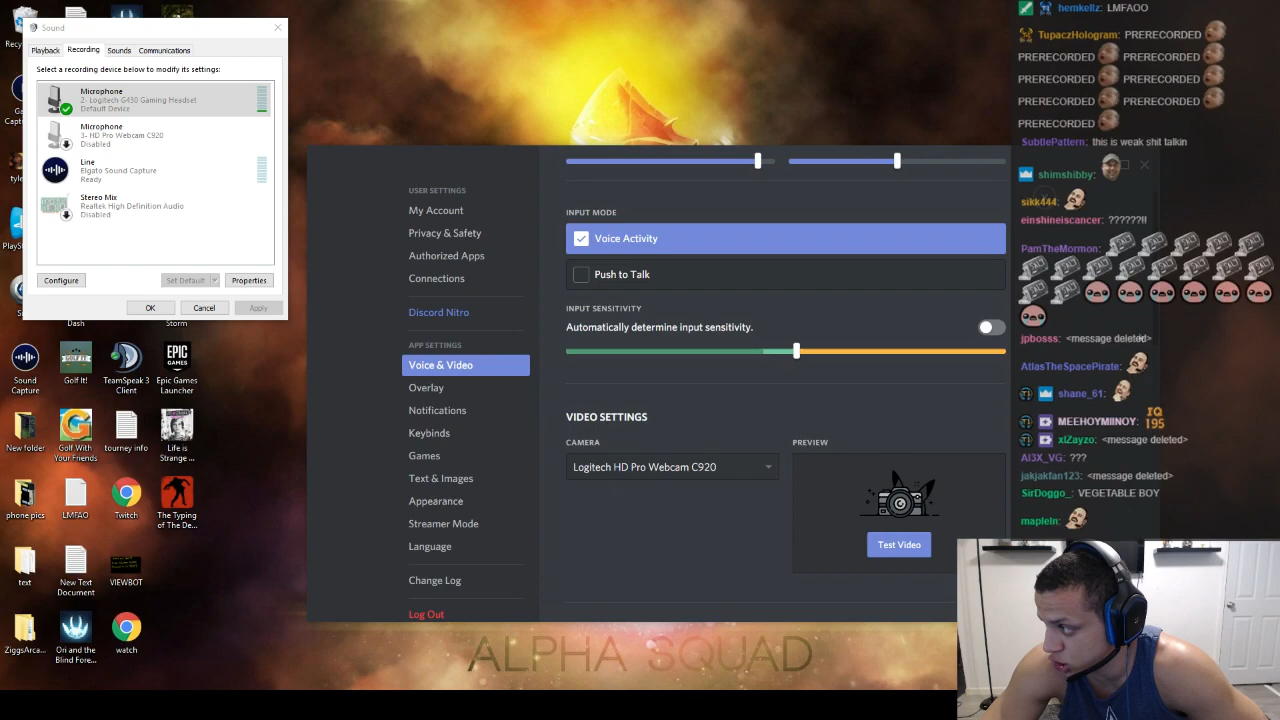 Sound
Playback
Recording
Sounds
Communications
Select a recording device below to modify its settings:
Microphone
2- Logitech G430 Gaming Headset
Default Device
Microphone
3- HD Pro Webcam C920
Disabled
Line
Elgato Sound Capture
Ready
Stereo Mix
Realtek High Definition Audio
Disabled
Configure
Set Default
Properties
OK
Cancel
Apply
Dash
Storm
Sound
Capture
Golf It!
TeamSpeak 3
Client
EPIC
GAMES
Epic Games
Launcher
New folder
Golf With
Your Friends
tourney info
Life is
Strange ...
phone pics
LMFAO
Twitch
The Typing
of The De...
text
New Text
Document
VIEWBOT
ZiggsArca...
Ori and the
Blind Fore...
watch
USER SETTINGS
My Account
Privacy & Safety
Authorized Apps
Connections
Discord Nitro
APP SETTINGS
Voice & Video
Overlay
Notifications
Keybinds
Games
Text & Images
Appearance
Streamer Mode
Language
Change Log
Log Out
INPUT MODE
Voice Activity
Push to Talk
INPUT SENSITIVITY
Automatically determine input sensitivity.
VIDEO SETTINGS
CAMERA
Logitech HD Pro Webcam C920
PREVIEW
Test Video
ALPHA SQUAD
hemkellz: LMFAOO
TupaczHologram: PRERECORDED
PRERECORDED PRERECORDED
PRERECORDED PRERECORDED
PRERECORDED PRERECORDED
PRERECORDED
SubtlePattern: this is weak shit talkin
shimshibby:
sikk444:
einshineiscancer: ??????!!
PamTheMormon:
jpbosss: <message deleted>
AtlasTheSpacePirate:
shane_61:
MEEHOYMIINOY: IQ
195
xlZayzo: <message deleted>
Al3X_VG: ???
jakjakfan123: <message deleted>
SirDoggo_: VEGETABLE BOY
mapleln: